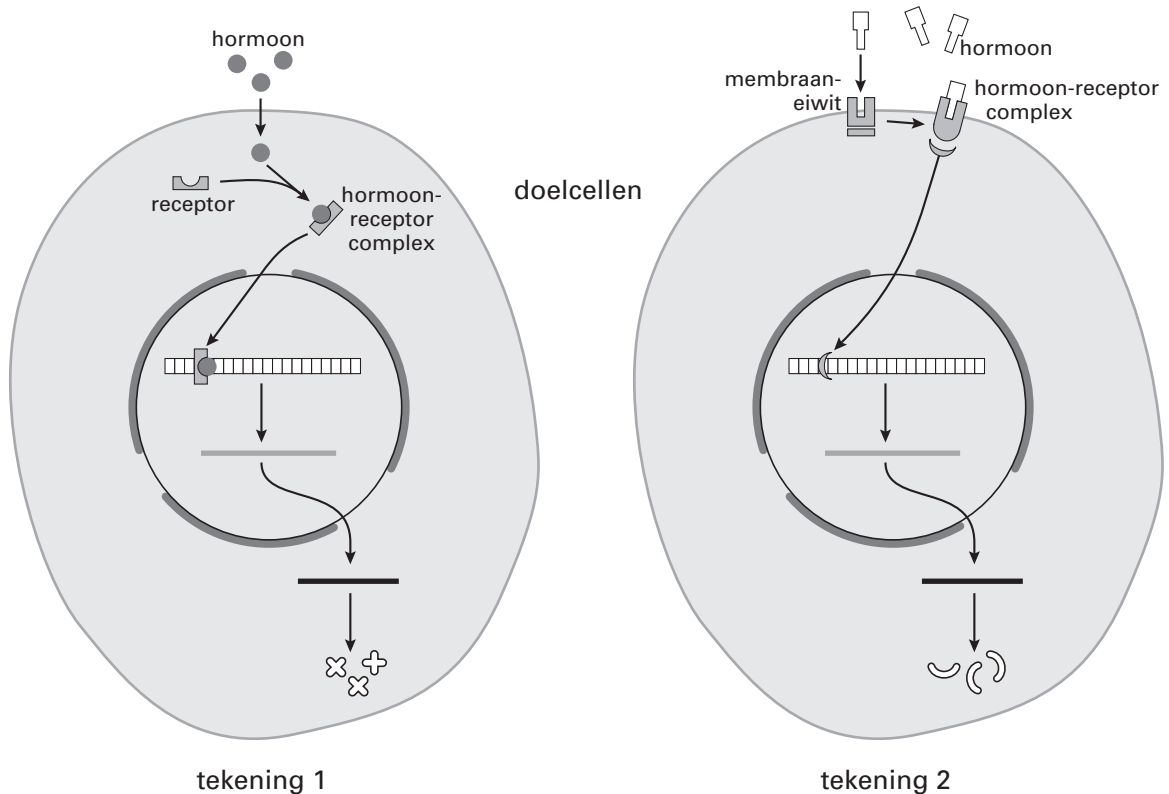 hormoon
receptor
hormoon-
receptor
complex
doelcellen
hormoon
membraan-
eiwit
hormoon-receptor
complex
tekening 1
tekening 2